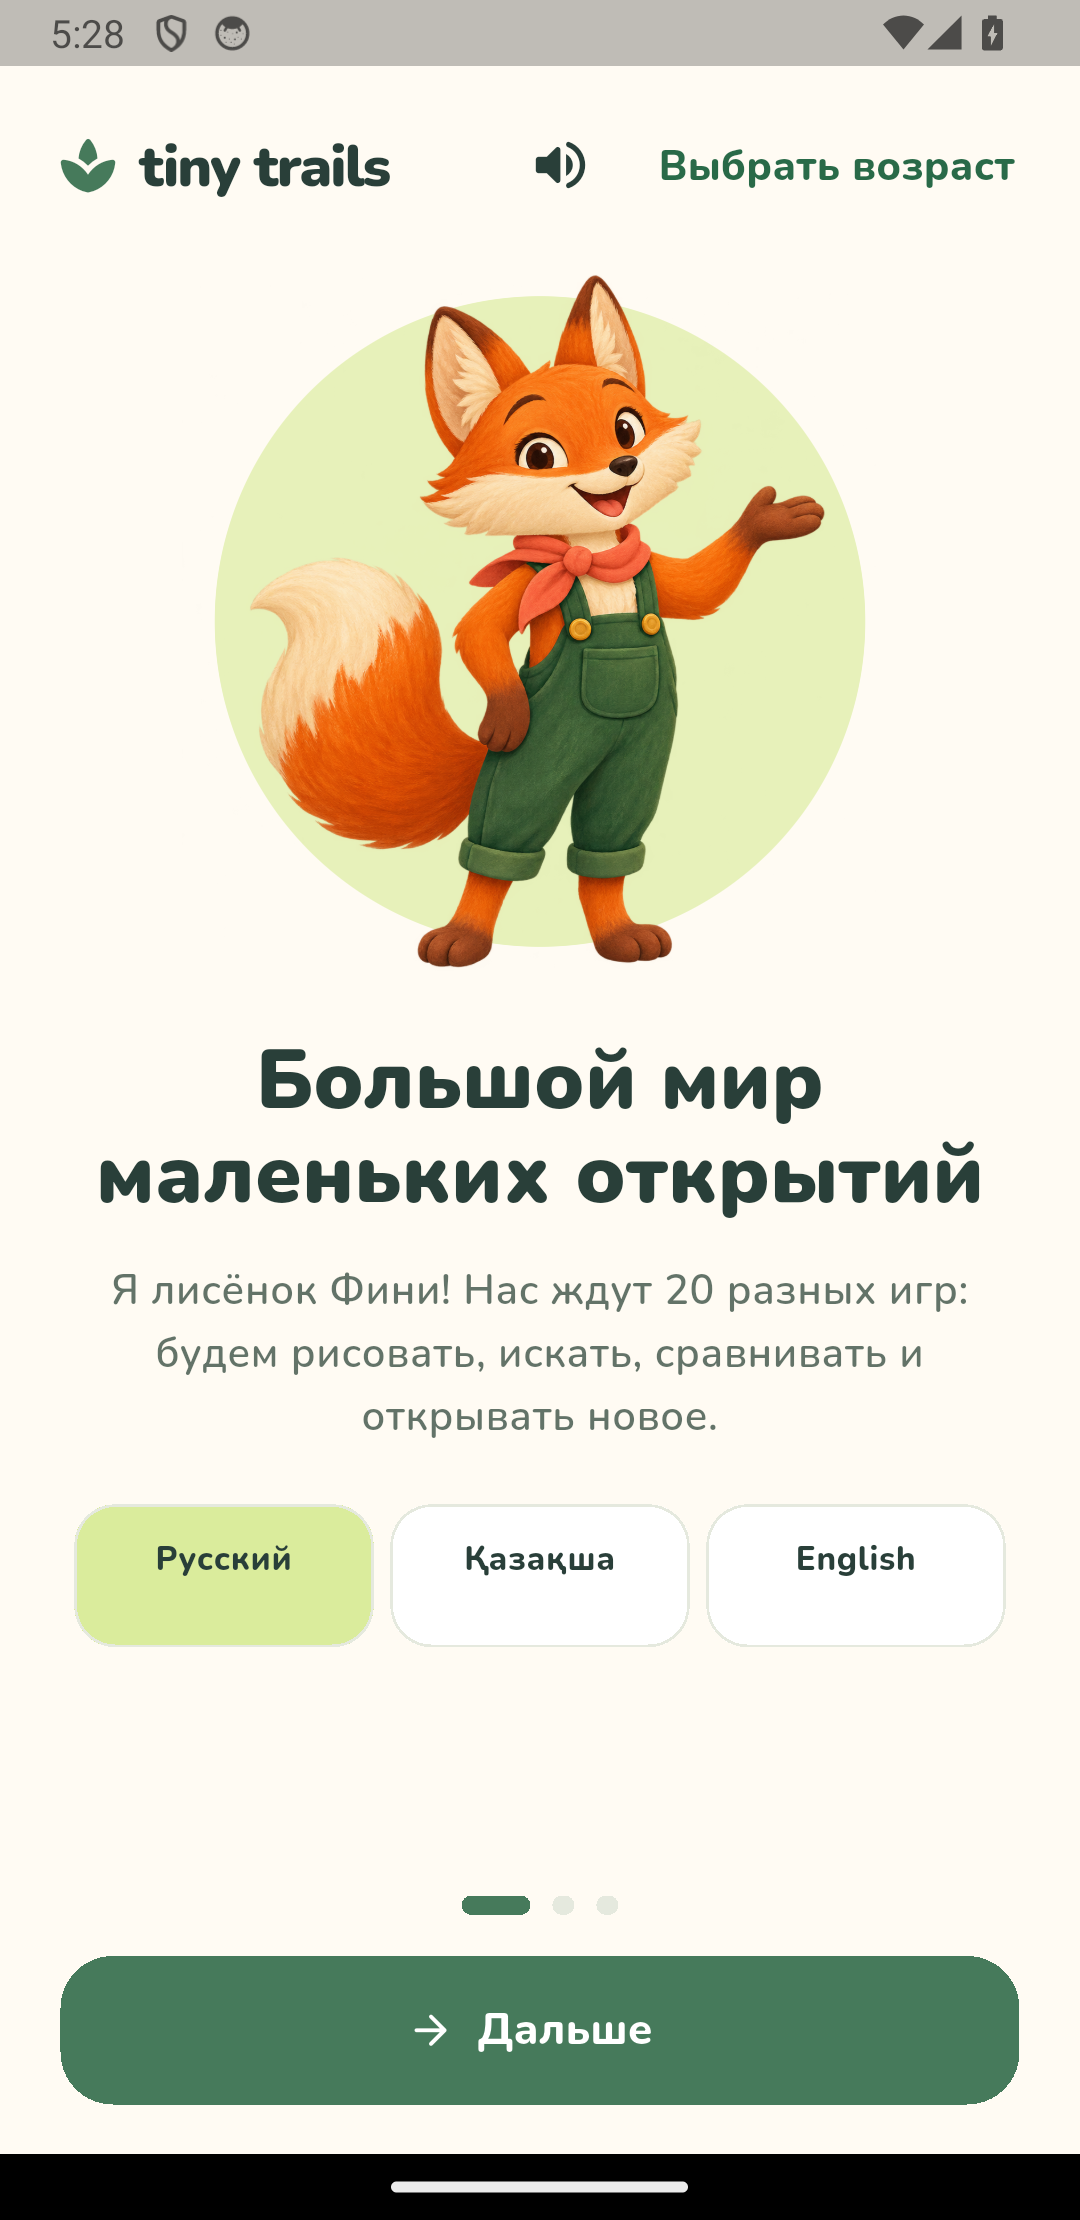 5:28
tiny trails
Выбрать возраст
Большой мир
маленьких открытий
Я лисёнок Фини! Нас ждут 20 разных игр:
будем рисовать, искать, сравнивать и
открывать новое.
Русский
Қазақша
English
Дальше